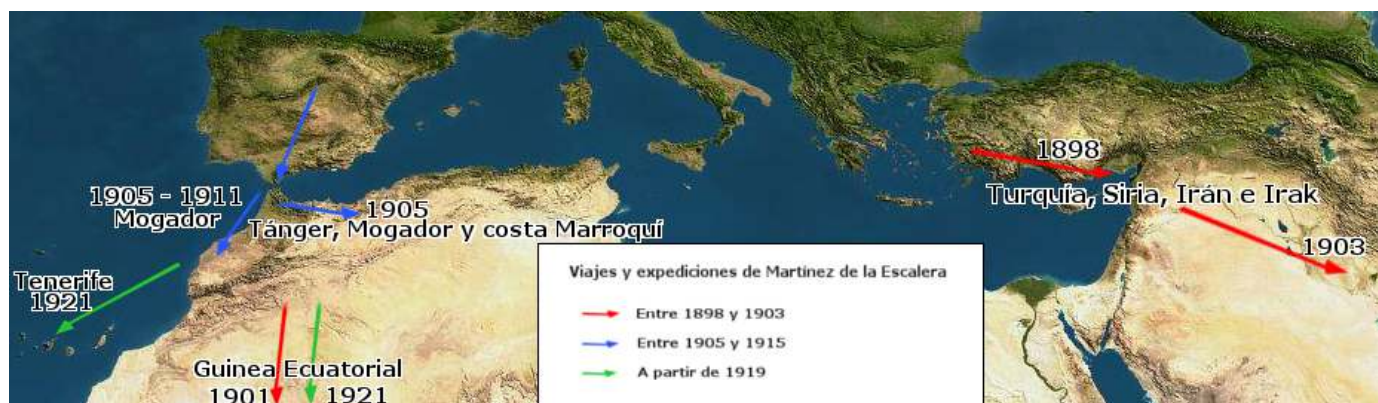 1898
Turquía, Siria, Irán e Irak
1903
1905 - 1911
Mogador
1905
Tánger, Mogador y costa Marroquí
Tenerife
1921
Guinea Ecuatorial
1901
1921
Viajes y expediciones de Martínez de la Escalera
Entre 1898 y 1903
Entre 1905 y 1915
A partir de 1919